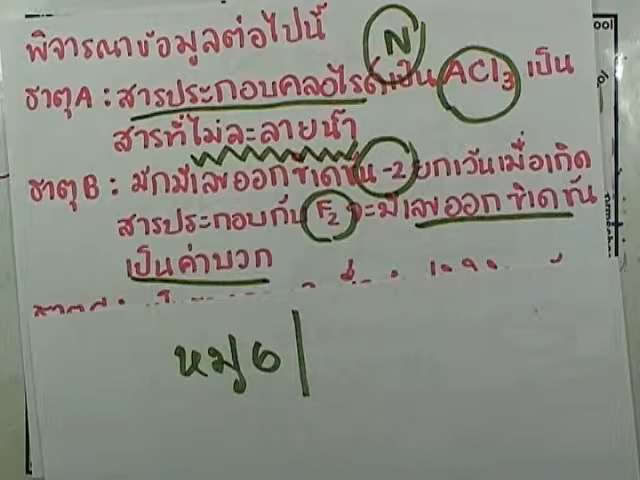 พิจารณาข้อมูลต่อไปนี้
N
ธาตุA : สารประกอบคลอไรด์เป็น ACl3 เป็น
สารที่ไม่ละลายน้ำ
ธาตุB : มักมีเลขออกซิเดชัน -2 ยกเว้นเมื่อเกิด
สารประกอบกับ F2 จะมีเลขออกซิเดชัน
เป็นค่าบวก
หมู่ 6
001